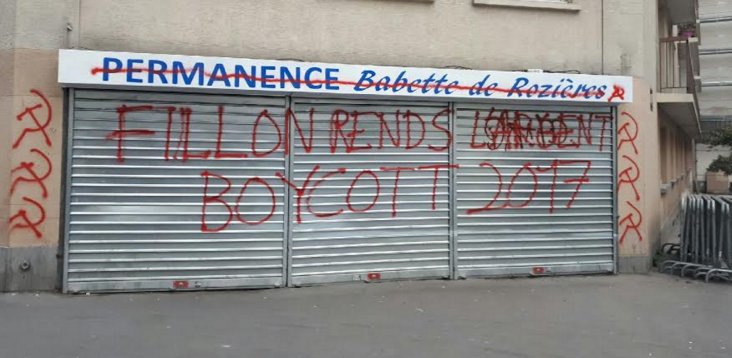 PERMANENCE Babette de Rozières
FILLON RENDS L'ARGENT
BOYCOTT 2017